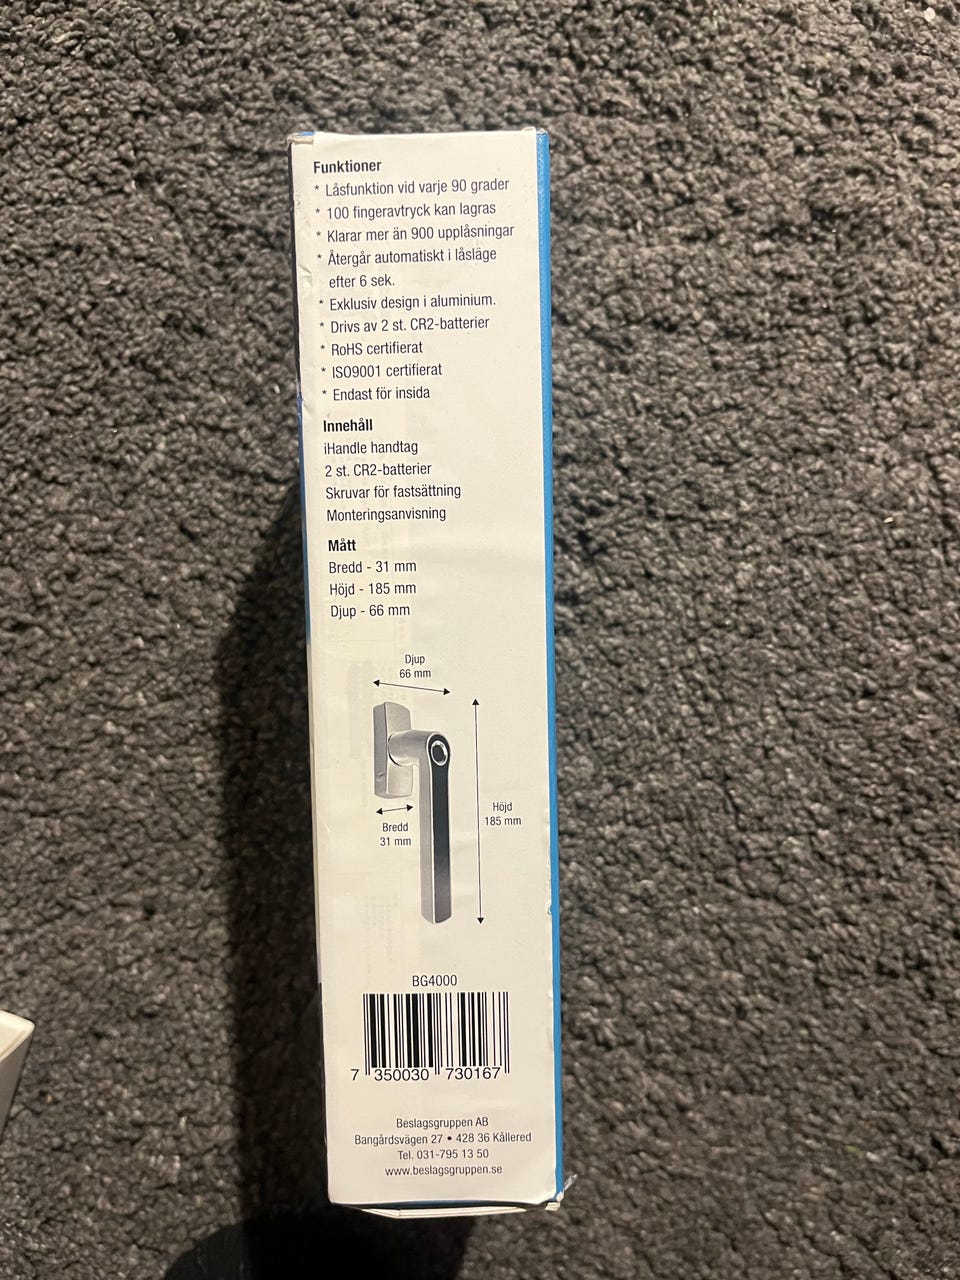 Funktioner
* Låsfunktion vid varje 90 grader
* 100 fingeravtryck kan lagras
* Klarar mer än 900 upplåsningar
* Återgår automatiskt i låsläge
efter 6 sek.
* Exklusiv design i aluminium.
* Drivs av 2 st. CR2-batterier
* RoHS certifierat
* ISO9001 certifierat
* Endast för insida
Innehåll
iHandle handtag
2 st. CR2-batterier
Skruvar för fastsättning
Monteringsanvisning
Mått
Bredd - 31 mm
Höjd - 185 mm
Djup - 66 mm
Djup
66 mm
Höjd
185 mm
Bredd
31 mm
BG4000
7 350030 730167
Beslagsgruppen AB
Bangårdsvägen 27 • 428 36 Kållered
Tel. 031-795 13 50
www.beslagsgruppen.se